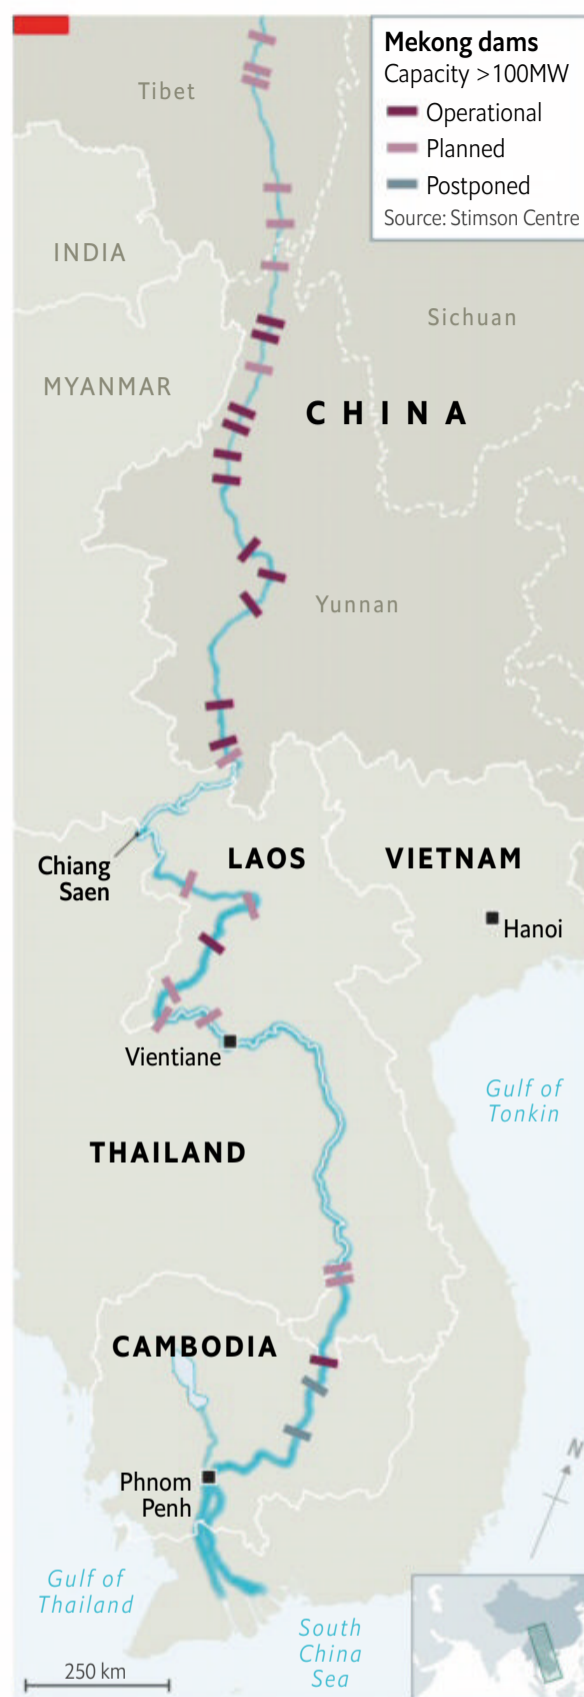 Mekong dams
Capacity >100MW
Operational
Planned
Postponed
Source: Stimson Centre
Tibet
INDIA
Sichuan
MYANMAR
CHINA
Yunnan
Chiang
Saen
LAOS
VIETNAM
Hanoi
Vientiane
Gulf of
Tonkin
THAILAND
CAMBODIA
Phnom
Penh
N
Gulf of
Thailand
South
China
Sea
250 km